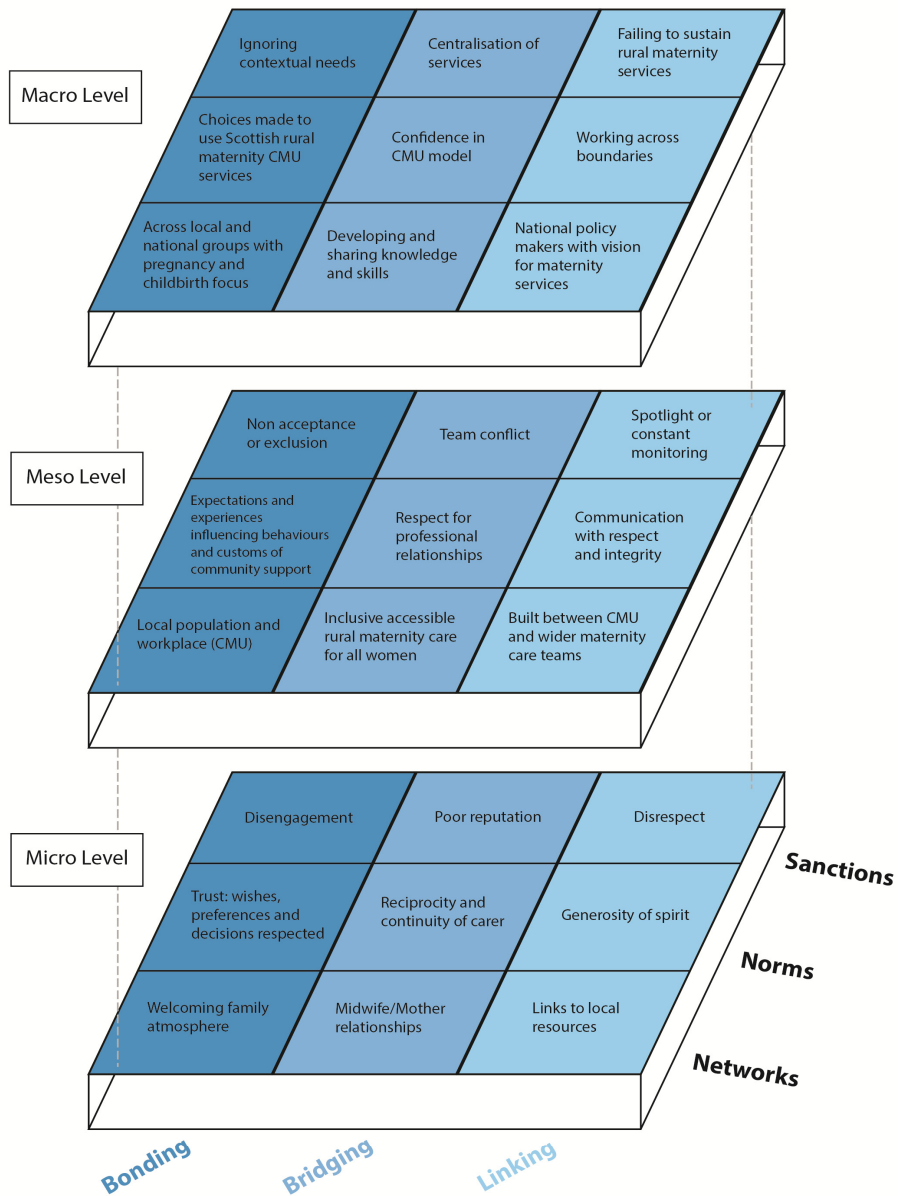 Macro Level
Ignoring
contextual needs
Centralisation of
services
Failing to sustain
rural maternity
services
Choices made to
use Scottish rural
maternity CMU
services
Confidence in
CMU model
Working across
boundaries
Across local and
national groups with
pregnancy and
childbirth focus
Developing and
sharing knowledge
and skills
National policy
makers with vision
for maternity
services
Meso Level
Non acceptance
or exclusion
Team conflict
Spotlight or
constant
monitoring
Expectations and
experiences
influencing behaviours
and customs of
community support
Respect for
professional
relationships
Communication
with respect
and integrity
Local population and
workplace (CMU)
Inclusive accessible
rural maternity care
for all women
Built between CMU
and wider maternity
care teams
Micro Level
Disengagement
Poor reputation
Disrespect
Sanctions
Trust: wishes,
preferences and
decisions respected
Reciprocity and
continuity of carer
Generosity of spirit
Norms
Welcoming family
atmosphere
Midwife/Mother
relationships
Links to local
resources
Networks
Bonding
Bridging
Linking